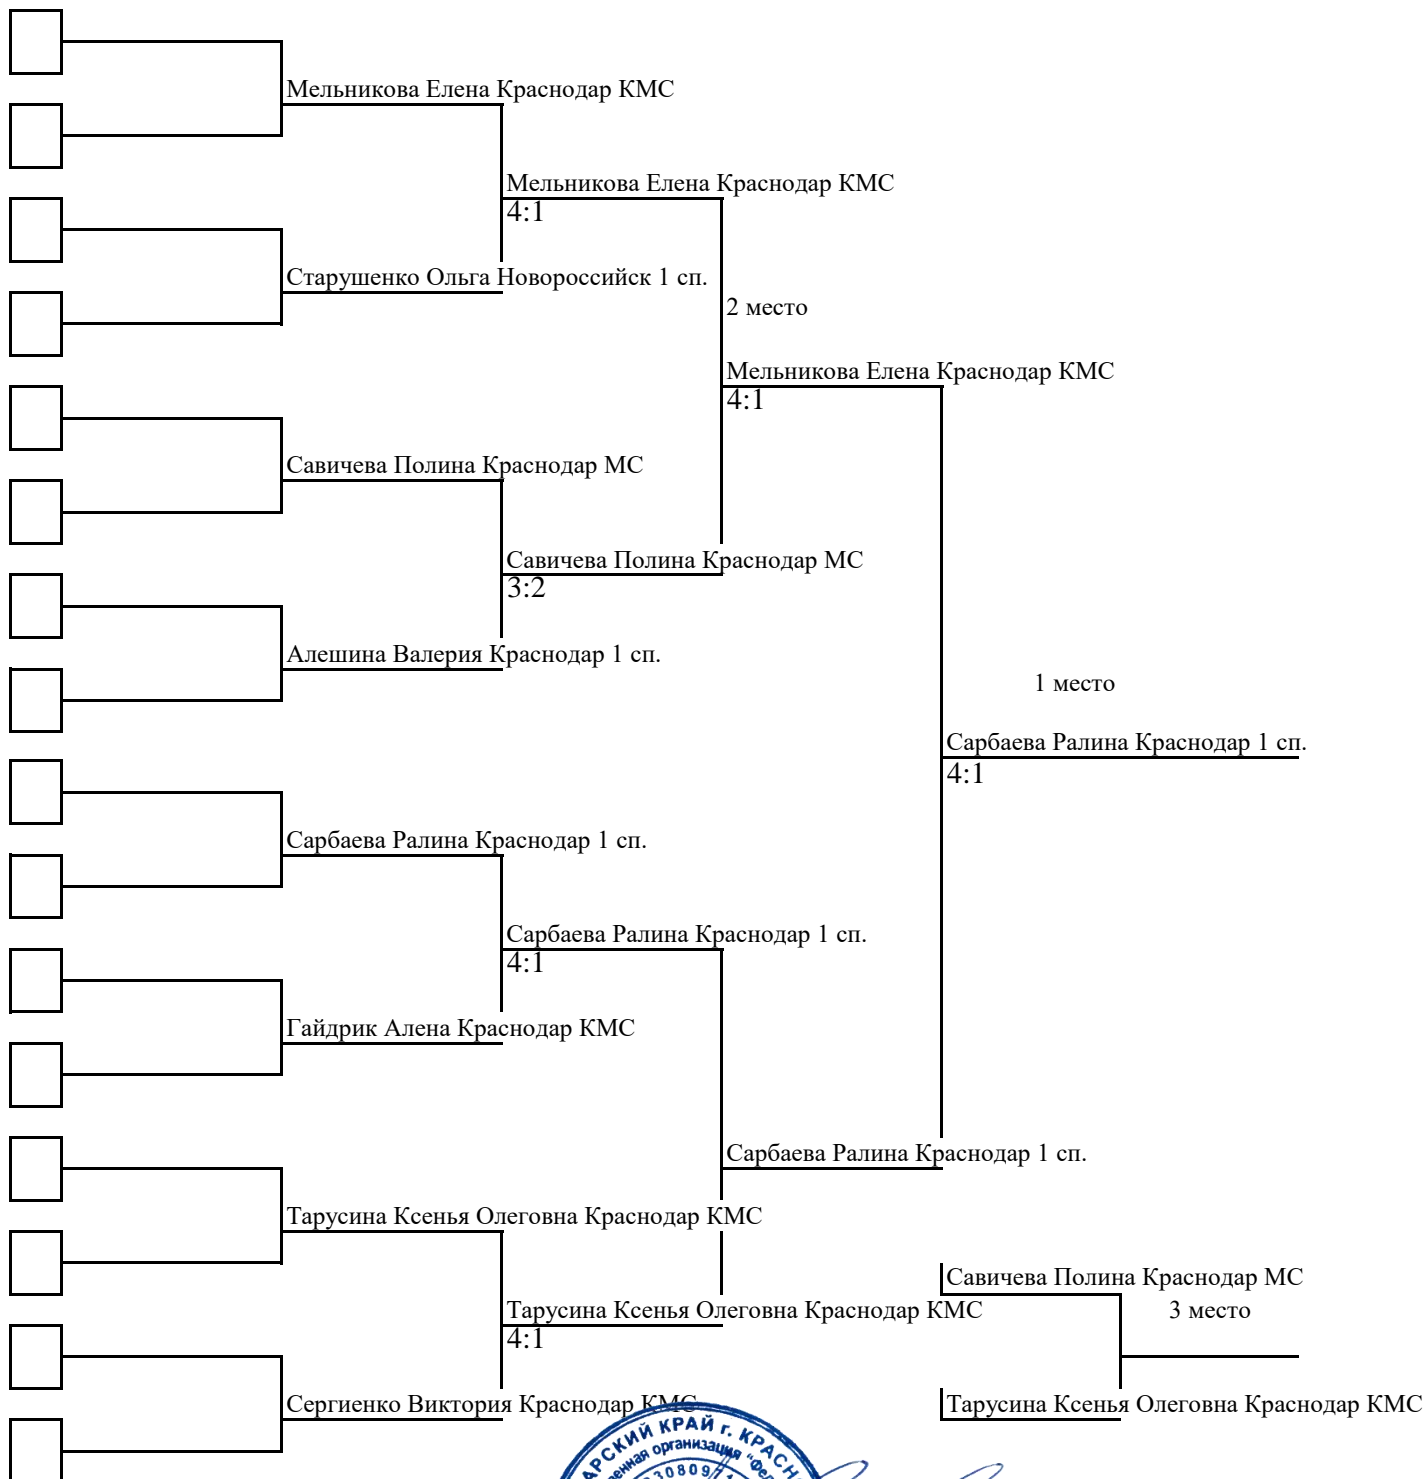 Мельникова Елена Краснодар КМС
Мельникова Елена Краснодар КМС
4:1
Старушенко Ольга Новороссийск 1 сп.
2 место
Мельникова Елена Краснодар КМС
4:1
Савичева Полина Краснодар МС
Савичева Полина Краснодар МС
3:2
Алешина Валерия Краснодар 1 сп.
1 место
Сарбаева Ралина Краснодар 1 сп.
4:1
Сарбаева Ралина Краснодар 1 сп.
Сарбаева Ралина Краснодар 1 сп.
4:1
Гайдрик Алена Краснодар КМС
Сарбаева Ралина Краснодар 1 сп.
Тарусина Ксенья Олеговна Краснодар КМС
Савичева Полина Краснодар МС
Тарусина Ксенья Олеговна Краснодар КМС
3 место
4:1
Сергиенко Виктория Краснодар КМС
Тарусина Ксенья Олеговна Краснодар КМС
КРАЙ г.
организация